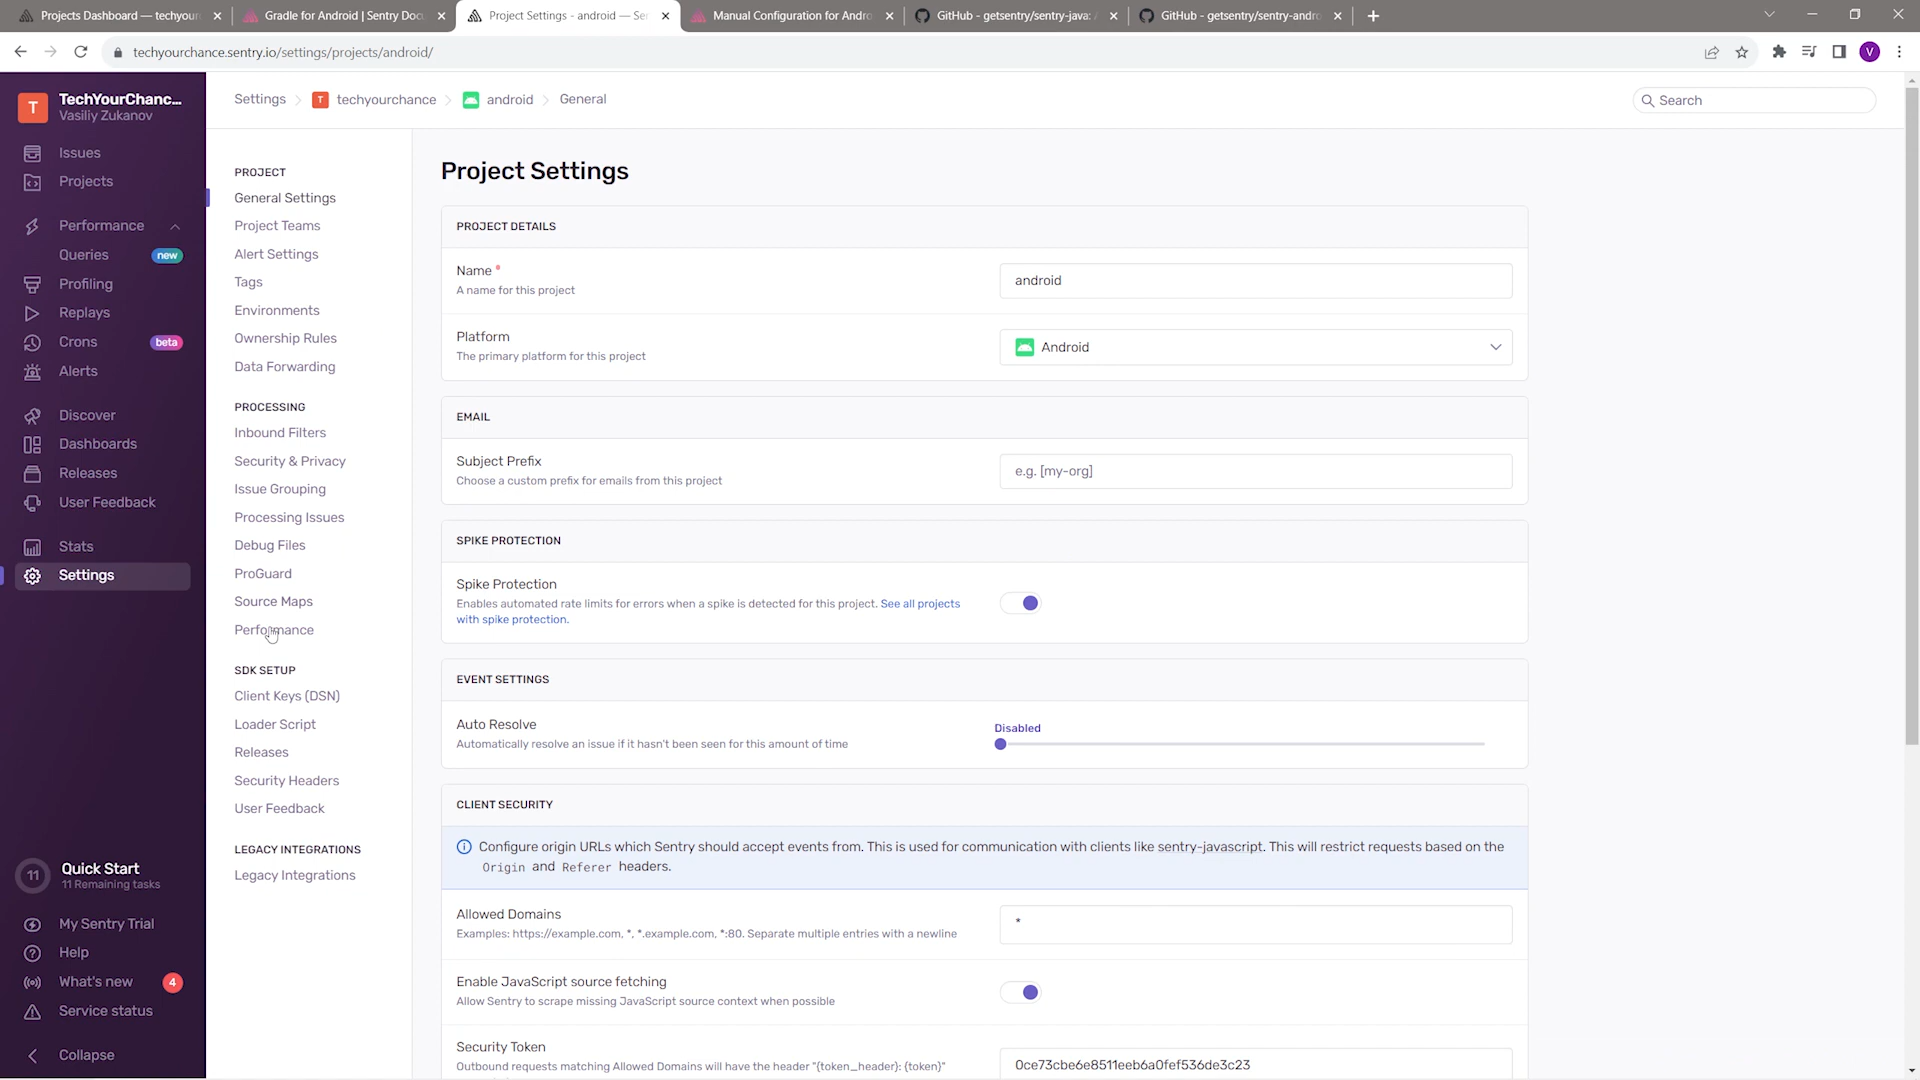 Projects Dashboard — techyour
Gradle for Android | Sentry Doc
Project Settings - android — Se
Manual Configuration for Andro
GitHub - getsentry/sentry-java:
GitHub - getsentry/sentry-andro
techyourchance.sentry.io/settings/projects/android/
V
T
TechYourChanc...
Vasiliy Zukanov
Issues
Projects
Performance
Queries new
Profiling
Replays
Crons beta
Alerts
Discover
Dashboards
Releases
User Feedback
Stats
Settings
11
Quick Start
11 Remaining tasks
My Sentry Trial
Help
What's new 4
Service status
Collapse
Settings T techyourchance android General
Search
PROJECT
General Settings
Project Teams
Alert Settings
Tags
Environments
Ownership Rules
Data Forwarding
PROCESSING
Inbound Filters
Security & Privacy
Issue Grouping
Processing Issues
Debug Files
ProGuard
Source Maps
Performance
SDK SETUP
Client Keys (DSN)
Loader Script
Releases
Security Headers
User Feedback
LEGACY INTEGRATIONS
Legacy Integrations
Project Settings
PROJECT DETAILS
Name *
A name for this project
android
Platform
The primary platform for this project
Android
EMAIL
Subject Prefix
Choose a custom prefix for emails from this project
e.g. [my-org]
SPIKE PROTECTION
Spike Protection
Enables automated rate limits for errors when a spike is detected for this project. See all projects
with spike protection.
EVENT SETTINGS
Auto Resolve
Automatically resolve an issue if it hasn't been seen for this amount of time
Disabled
CLIENT SECURITY
Configure origin URLs which Sentry should accept events from. This is used for communication with clients like sentry-javascript. This will restrict requests based on the
Origin and Referer headers.
Allowed Domains
Examples: https://example.com, *, *.example.com, *:80. Separate multiple entries with a newline
*
Enable JavaScript source fetching
Allow Sentry to scrape missing JavaScript source context when possible
Security Token
Outbound requests matching Allowed Domains will have the header "{token_header}: {token}"
0ce73cbe6e8511eeb6a0fef536de3c23